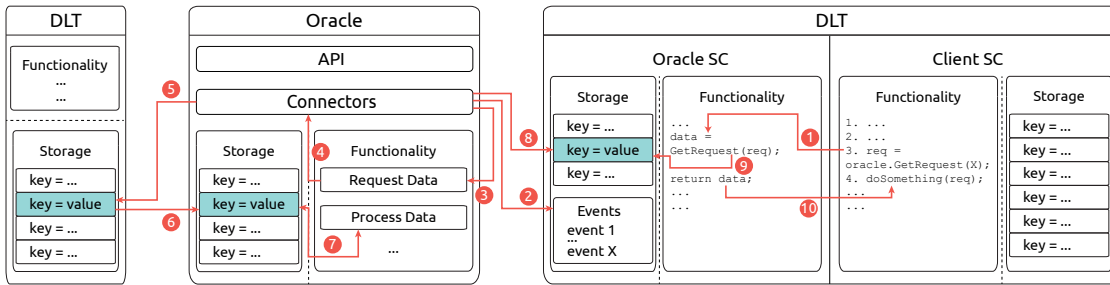 DLT
Functionality
...
...
Storage
key = ...
key = value
key = ...
key = ...
5
6
Oracle
API
Connectors
Storage
key = ...
key = value
key = ...
key = ...
4
Functionality
Request Data
3
Process Data
7
...
8
2
DLT
Oracle SC
Storage
key = ...
key = value
key = ...
Events
event 1
...
event X
Functionality
...
data =
GetRequest(req);
9
return data;
...
...
1
10
Client SC
Functionality
1. ...
2. ...
3. req =
oracle.GetRequest(X);
4. doSomething(req);
...
...
Storage
key = ...
key = ...
key = ...
key = ...
key = ...
key = ...